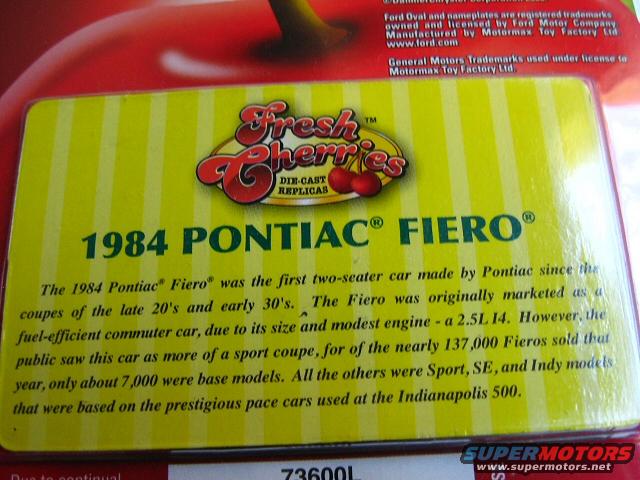 Ford Oval and nameplates are registered trademarks
owned and licensed by Ford Motor Company
Manufactured by Motormax Toy Factory Ltd
www.ford.com
General Motors Trademarks used under license to
Motormax Toy Factory Ltd.
Fresh
Cherries
TM
DIE-CAST
REPLICAS
1984 PONTIAC® FIERO®
The 1984 Pontiac® Fiero® was the first two-seater car made by Pontiac since the
coupes of the late 20's and early 30's. The Fiero was originally marketed as a
fuel-efficient commuter car, due to its size and modest engine - a 2.5L I4. However, the
public saw this car as more of a sport coupe, for of the nearly 137,000 Fieros sold that
year, only about 7,000 were base models. All the others were Sport, SE, and Indy models
that were based on the prestigious pace cars used at the Indianapolis 500.
Due to continual
73600L
SUPERMOTORS
www.supermotors.net